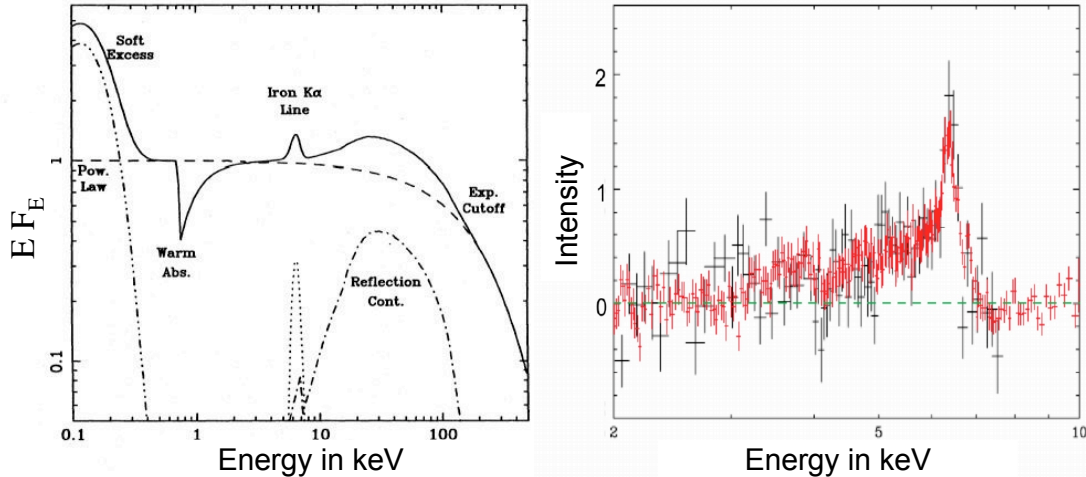 Soft
Excess
Iron Kα
Line
1
Pow.
Law
Exp.
Cutoff
Warm
Abs.
Reflection
Cont.
E F_E
0.1
0.1
1
10
100
Energy in keV
2
1
0
Intensity
2
5
10
Energy in keV